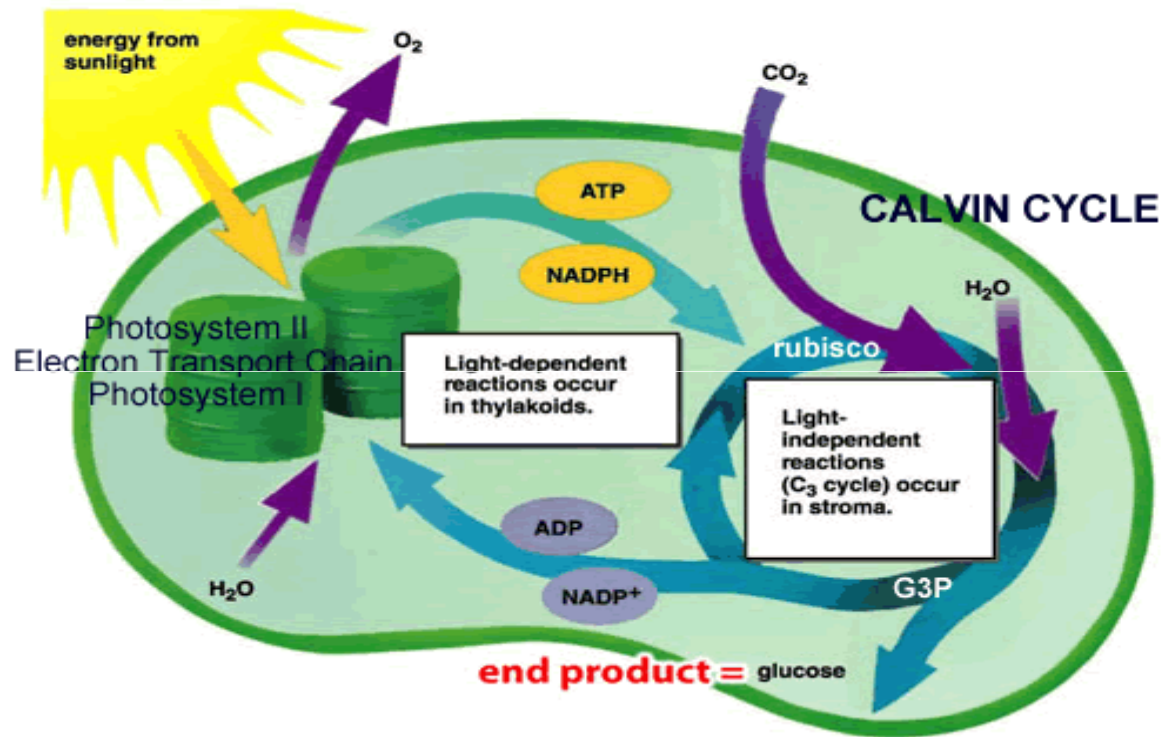 energy from
sunlight
O₂
CO₂
ATP
CALVIN CYCLE
NADPH
H₂O
Photosystem II
Electron Transport Chain
Photosystem I
rubisco
Light-dependent
reactions occur
in thylakoids.
Light-
independent
reactions
(C₃ cycle) occur
in stroma.
ADP
H₂O
NADP⁺
G3P
end product = glucose